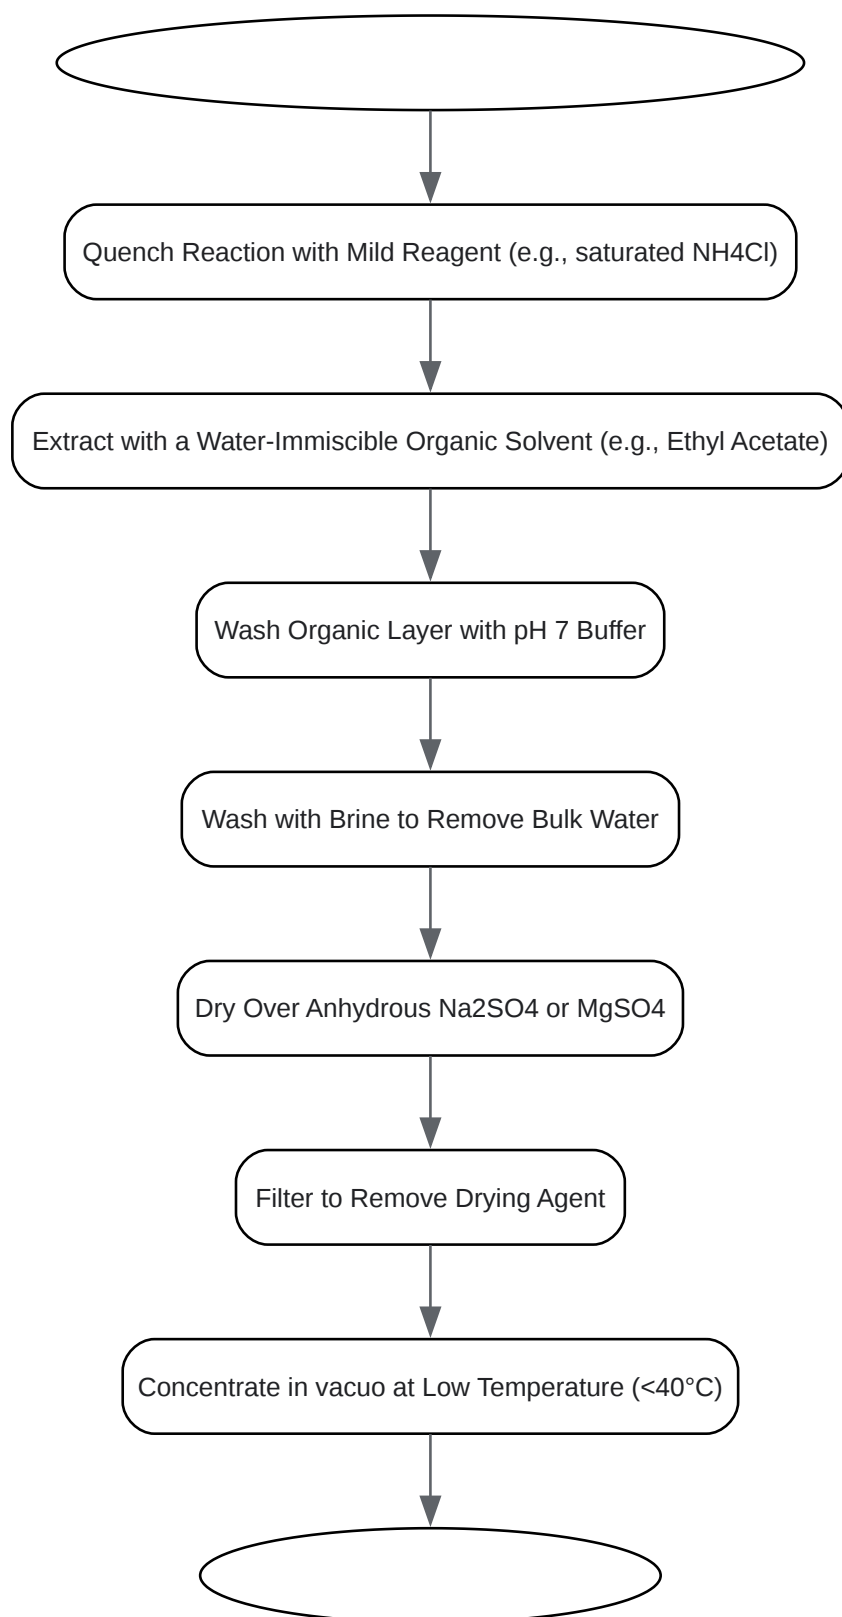 Quench Reaction with Mild Reagent (e.g., saturated NH4Cl)
Extract with a Water-Immiscible Organic Solvent (e.g., Ethyl Acetate)
Wash Organic Layer with pH 7 Buffer
Wash with Brine to Remove Bulk Water
Dry Over Anhydrous Na2SO4 or MgSO4
Filter to Remove Drying Agent
Concentrate in vacuo at Low Temperature (<40°C)